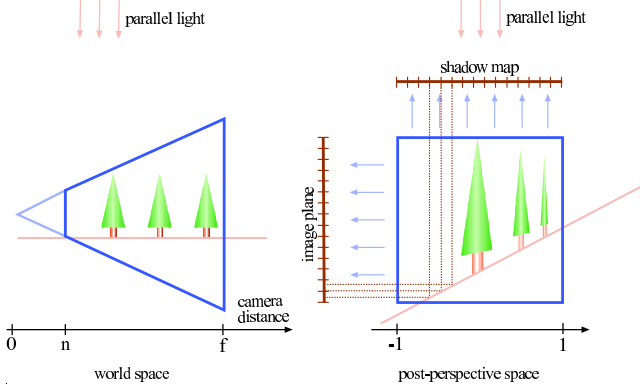 parallel light
parallel light
shadow map
image plane
camera
distance
0
n
f
-1
1
world space
post-perspective space